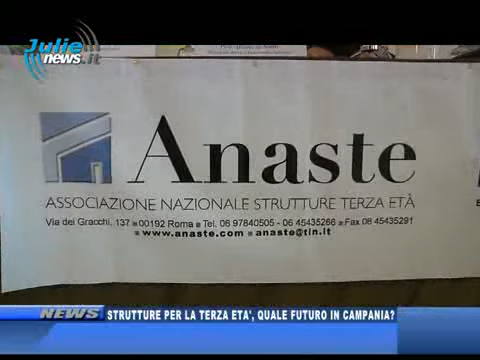 Julie
news.it
Anaste
ASSOCIAZIONE NAZIONALE STRUTTURE TERZA ETÀ
Via dei Gracchi, 137 ■ 00192 Roma ■ Tel. 06 97840505 - 06 45435266 ■ Fax 06 45435291
■ www.anaste.com ■ anaste@tin.it
NEWS STRUTTURE PER LA TERZA ETA', QUALE FUTURO IN CAMPANIA?